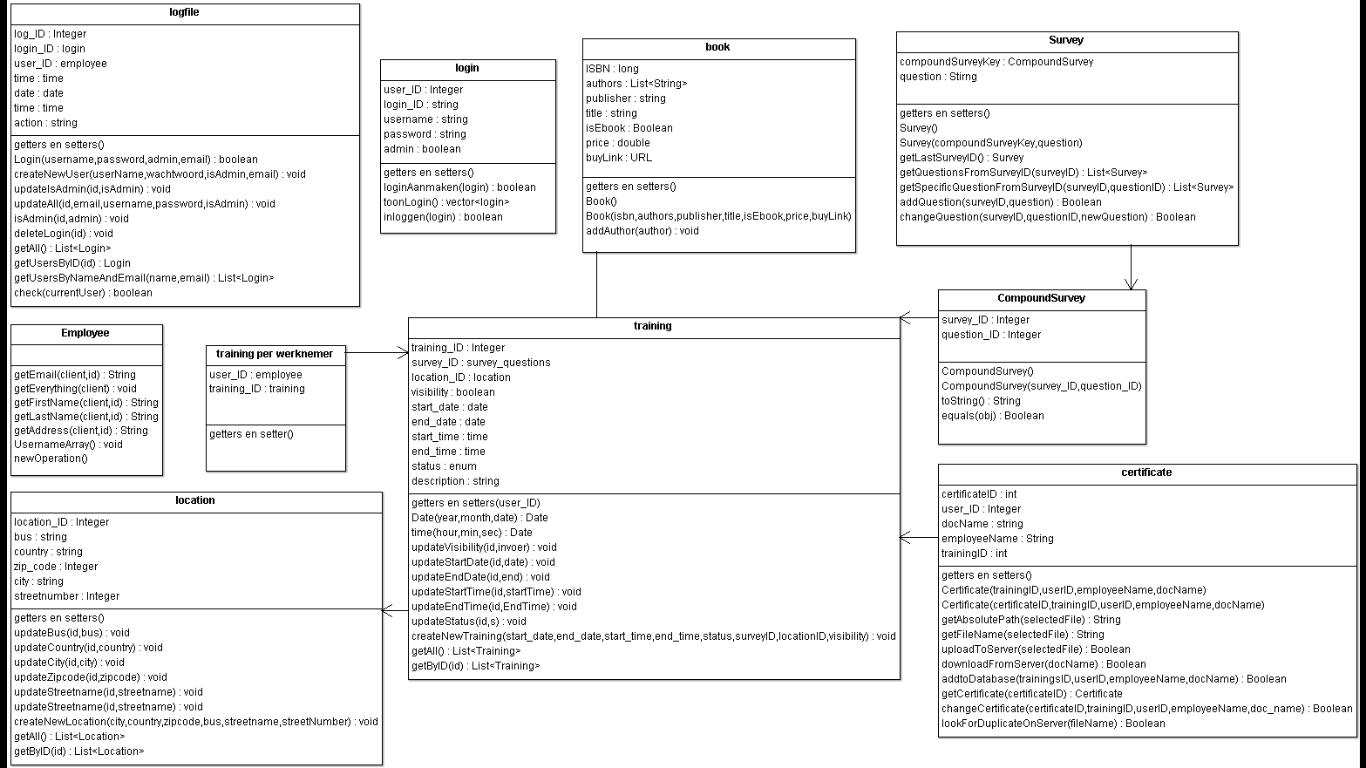 logfile
log_ID : Integer
login_ID : login
user_ID : employee
time : time
date : date
time : time
action : string
getters en setters()
Login(username,password,admin,email) : boolean
createNewUser(userName,wachtwoord,isAdmin,email) : void
updateIsAdmin(id,isAdmin) : void
updateAll(id,email,username,password,isAdmin) : void
isAdmin(id,admin) : void
deleteLogin(id) : void
getAll() : List<Login>
getUsersByID(id) : Login
getUsersByNameAndEmail(name,email) : List<Login>
check(currentUser) : boolean
login
user_ID : Integer
login_ID : string
username : string
password : string
admin : boolean
getters en setters()
loginAanmaken(login) : boolean
toonLogin() : vector<login>
inloggen(login) : boolean
book
ISBN : long
authors : List<String>
publisher : string
title : string
isEbook : Boolean
price : double
buyLink : URL
getters en setters()
Book()
Book(isbn,authors,publisher,title,isEbook,price,buyLink)
addAuthor(author) : void
Survey
compoundSurveyKey : CompoundSurvey
question : Stirng
getters en setters()
Survey()
Survey(compoundSurveyKey,question)
getLastSurveyID() : Survey
getQuestionsFromSurveyID(surveyID) : List<Survey>
getSpecificQuestionFromSurveyID(surveyID,questionID) : List<Survey>
addQuestion(surveyID,question) : Boolean
changeQuestion(surveyID,questionID,newQuestion) : Boolean
Employee
getEmail(client,id) : String
getEverything(client) : void
getFirstName(client,id) : String
getLastName(client,id) : String
getAddress(client,id) : String
UsernameArray() : void
newOperation()
training per werknemer
user_ID : employee
training_ID : training
getters en setter()
training
training_ID : Integer
survey_ID : survey_questions
location_ID : location
visibility : boolean
start_date : date
end_date : date
start_time : time
end_time : time
status : enum
description : string
getters en setters(user_ID)
Date(year,month,date) : Date
time(hour,min,sec) : Date
updateVisibility(id,invoer) : void
updateStartDate(id,date) : void
updateEndDate(id,end) : void
updateStartTime(id,startTime) : void
updateEndTime(id,EndTime) : void
updateStatus(id,s) : void
createNewTraining(start_date,end_date,start_time,end_time,status,surveyID,locationID,visibility) : void
getAll() : List<Training>
getByID(id) : List<Training>
CompoundSurvey
survey_ID : Integer
question_ID : Integer
CompoundSurvey()
CompoundSurvey(survey_ID,question_ID)
toString() : String
equals(obj) : Boolean
location
location_ID : Integer
bus : string
country : string
zip_code : Integer
city : string
streetnumber : Integer
getters en setters()
updateBus(id,bus) : void
updateCountry(id,country) : void
updateCity(id,city) : void
updateZipcode(id,zipcode) : void
updateStreetname(id,streetname) : void
updateStreetname(id,streetname) : void
createNewLocation(city,country,zipcode,bus,streetname,streetNumber) : void
getAll() : List<Location>
getByID(id) : List<Location>
certificate
certificateID : int
user_ID : Integer
docName : string
employeeName : String
trainingID : int
getters en setters()
Certificate(trainingID,userID,employeeName,docName)
Certificate(certificateID,trainingID,userID,employeeName,docName)
getAbsolutePath(selectedFile) : String
getFileName(selectedFile) : String
uploadToServer(selectedFile) : Boolean
downloadFromServer(docName) : Boolean
addtoDatabase(trainingsID,userID,employeeName,docName) : Boolean
getCertificate(certificateID) : Certificate
changeCertificate(certificateID,trainingID,userID,employeeName,doc_name) : Boolean
lookForDuplicateOnServer(fileName) : Boolean